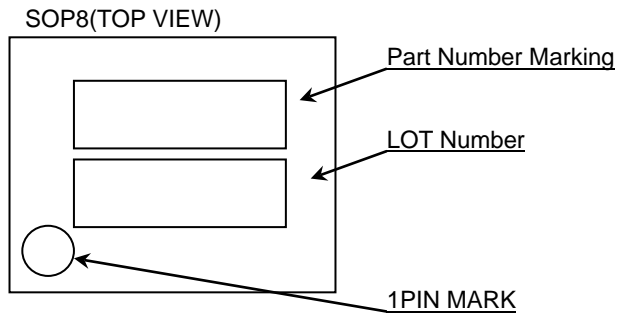 SOP8(TOP VIEW)
Part Number Marking
LOT Number
1PIN MARK